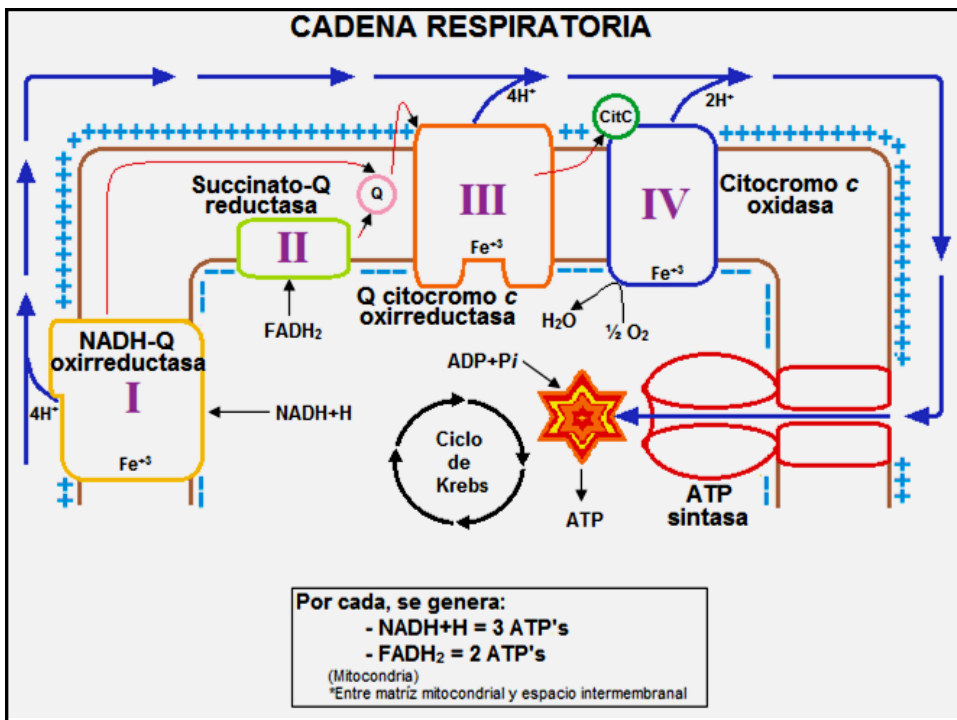 CADENA RESPIRATORIA
4H⁺
2H⁺
CitC
Succinato-Q
reductasa
Q
III
IV
Citocromo c
oxidasa
II
Fe⁺³
Fe⁺³
Q citocromo c
oxirreductasa
FADH₂
H₂O
½ O₂
NADH-Q
oxirreductasa
I
4H⁺
NADH+H
Fe⁺³
ADP+Pi
Ciclo
de
Krebs
ATP
ATP
sintasa
Por cada, se genera:
- NADH+H = 3 ATP's
- FADH₂ = 2 ATP's
(Mitocondria)
*Entre matríz mitocondrial y espacio intermembranal